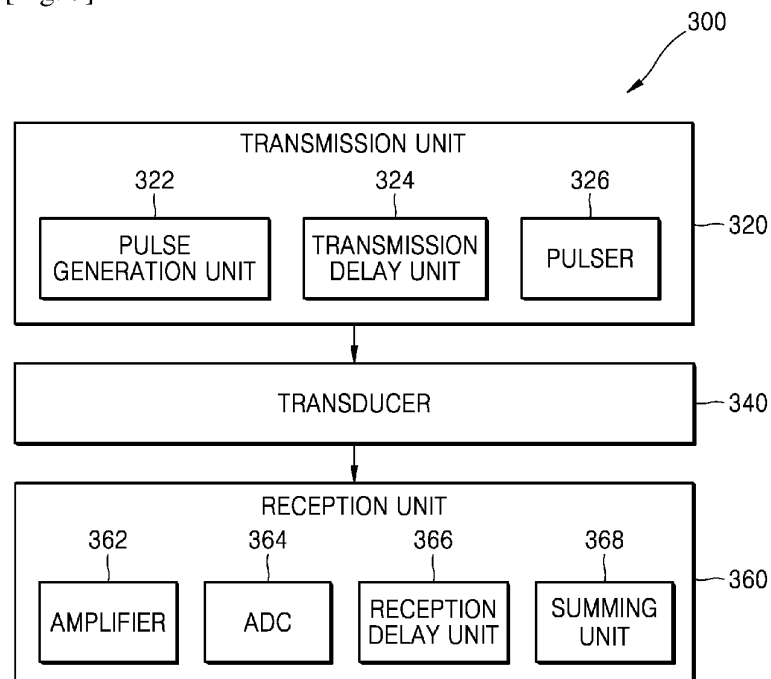 300
TRANSMISSION UNIT
322
324
326
PULSE
GENERATION UNIT
TRANSMISSION
DELAY UNIT
PULSER
320
TRANSDUCER
340
RECEPTION UNIT
362
364
366
368
AMPLIFIER
ADC
RECEPTION
DELAY UNIT
SUMMING
UNIT
360